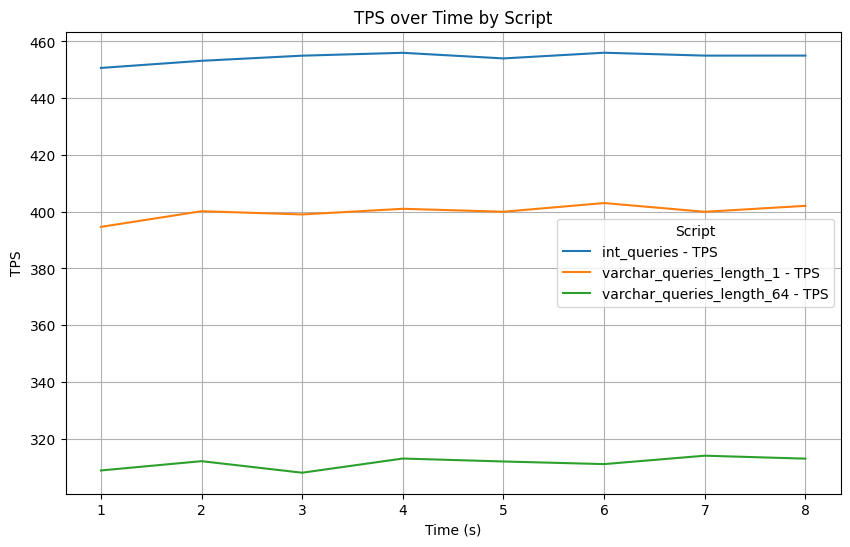 TPS over Time by Script
460
440
420
400
380
360
340
320
TPS
Script
int_queries - TPS
varchar_queries_length_1 - TPS
varchar_queries_length_64 - TPS
1 2 3 4 5 6 7 8
Time (s)